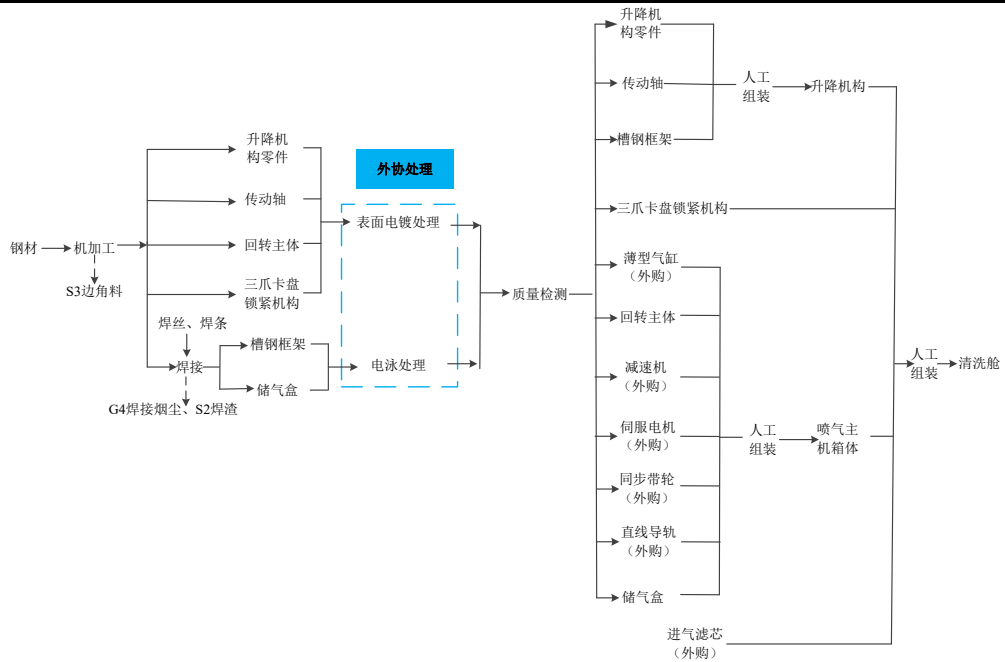 钢材
机加工
S3边角料
升降机
构零件
传动轴
回转主体
三爪卡盘
锁紧机构
焊丝、焊条
焊接
G4焊接烟尘、S2焊渣
槽钢框架
储气盒
外协处理
表面电镀处理
电泳处理
质量检测
升降机
构零件
传动轴
槽钢框架
人工
组装
升降机构
三爪卡盘锁紧机构
薄型气缸
（外购）
回转主体
减速机
（外购）
伺服电机
（外购）
同步带轮
（外购）
直线导轨
（外购）
储气盒
人工
组装
喷气主
机箱体
进气滤芯
（外购）
人工
组装
清洗舱